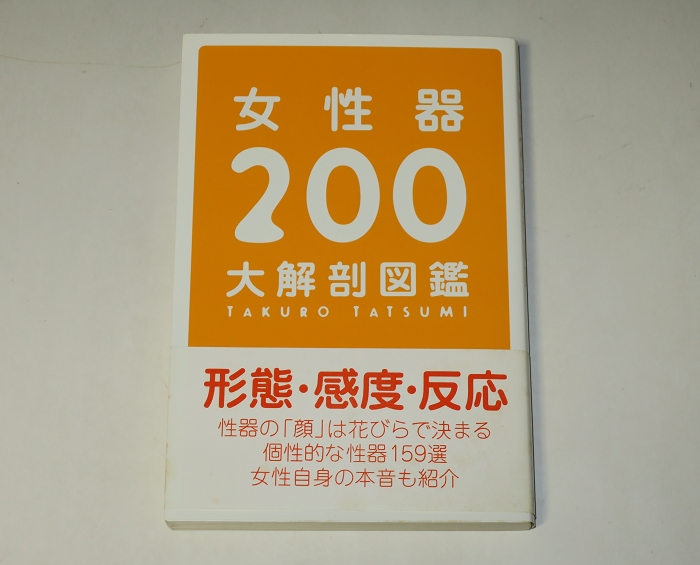 女性器
200
大解剖図鑑
TAKURO TATSUMI
形態・感度・反応
性器の「顔」は花びらで決まる
個性的な性器159選
女性自身の本音も紹介